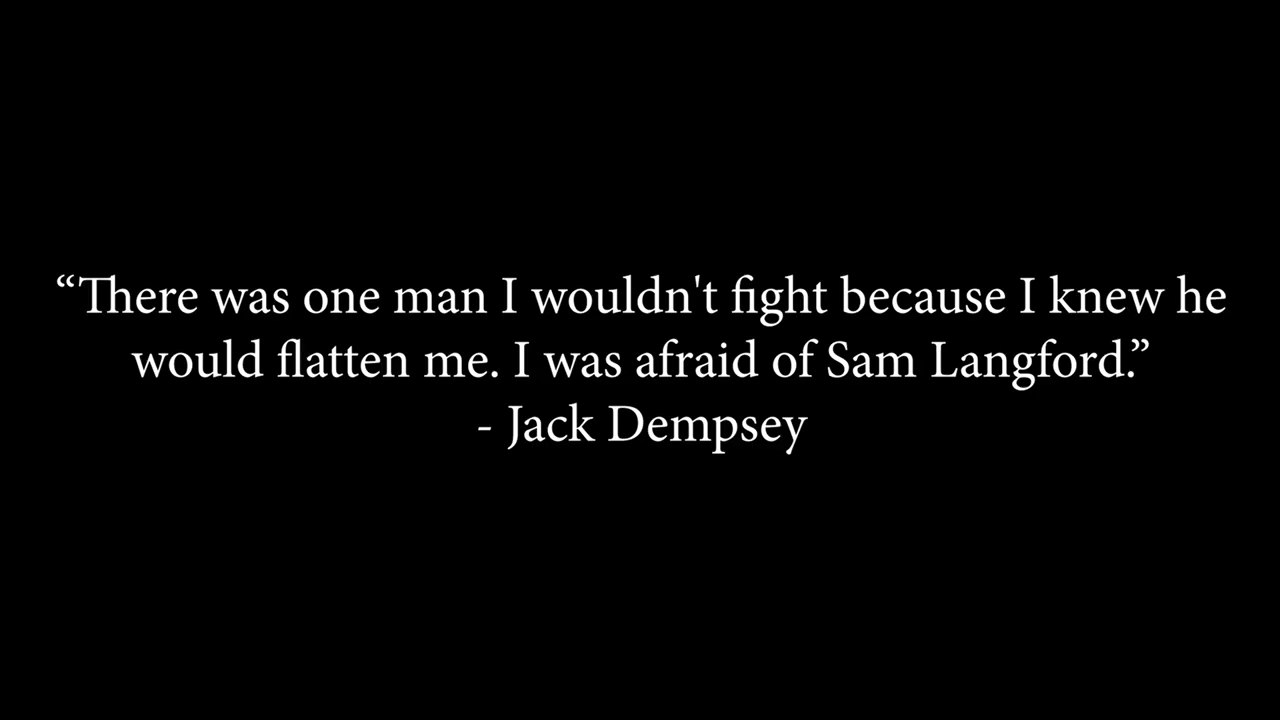 “There was one man I wouldn't fight because I knew he
would flatten me. I was afraid of Sam Langford.”
- Jack Dempsey